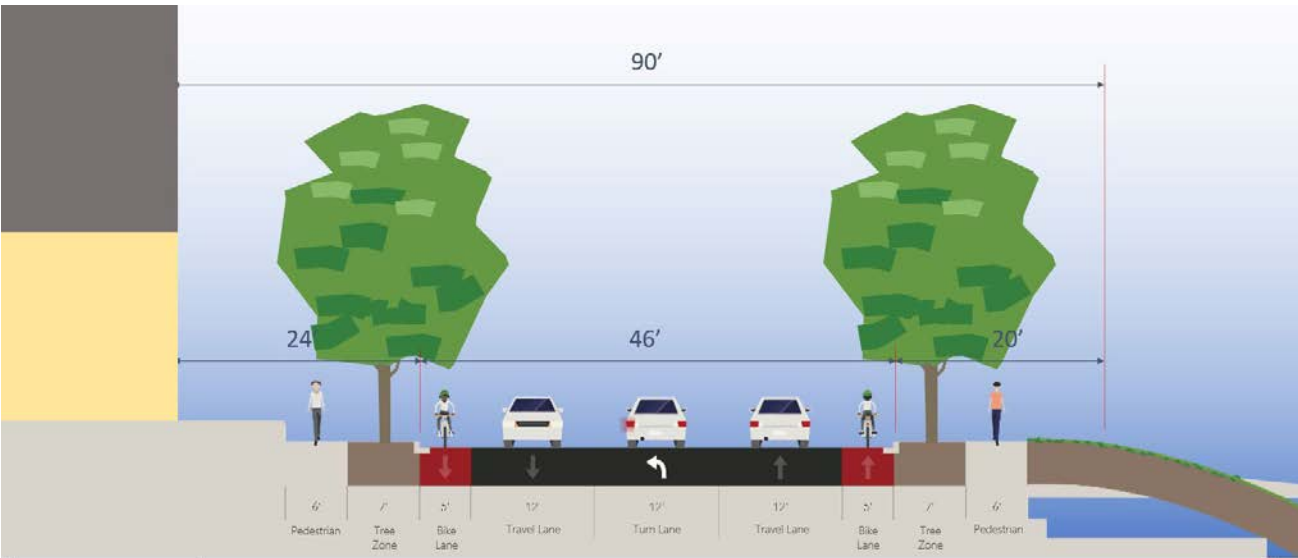 90'
24'
46'
20'
6'
7'
5'
12'
12'
12'
5'
7'
6'
Pedestrian
Tree
Zone
Bike
Lane
Travel Lane
Turn Lane
Travel Lane
Bike
Lane
Tree
Zone
Pedestrian